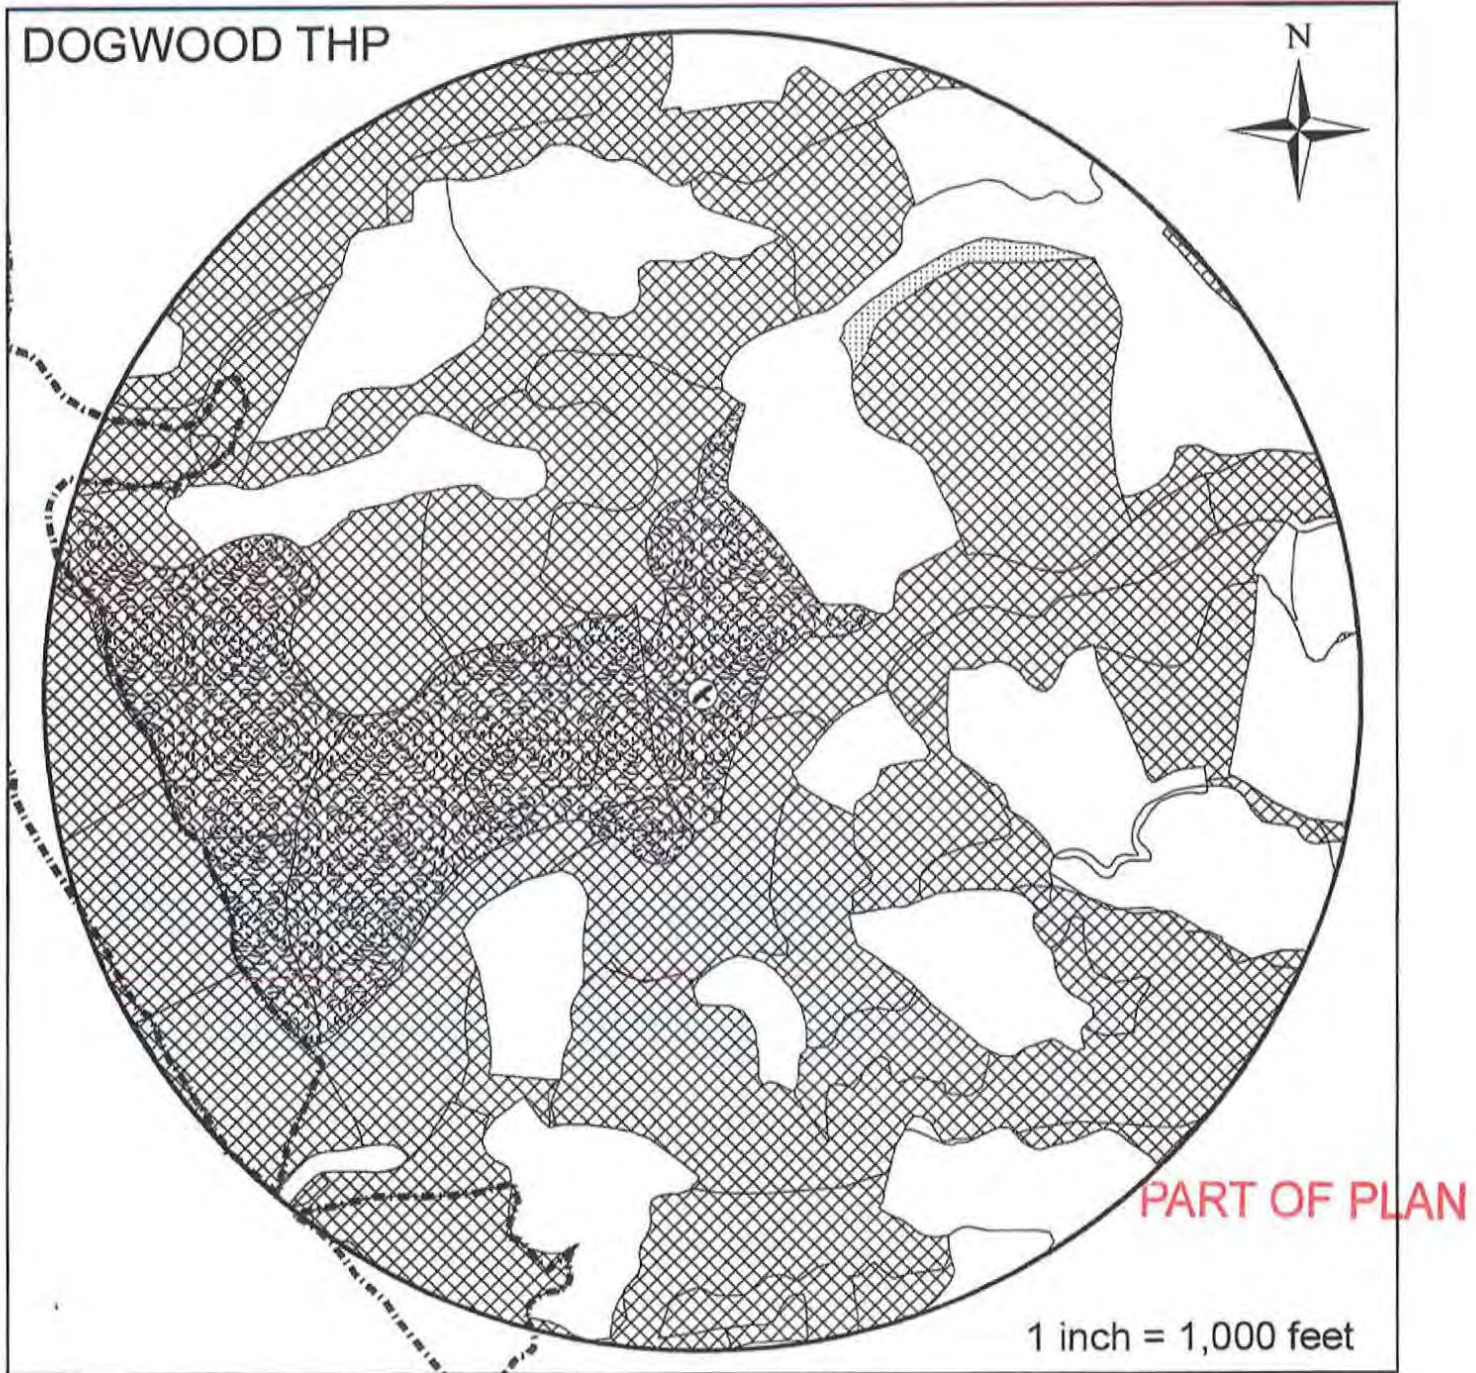 DOGWOOD THP
N
PART OF PLAN
1 inch = 1,000 feet